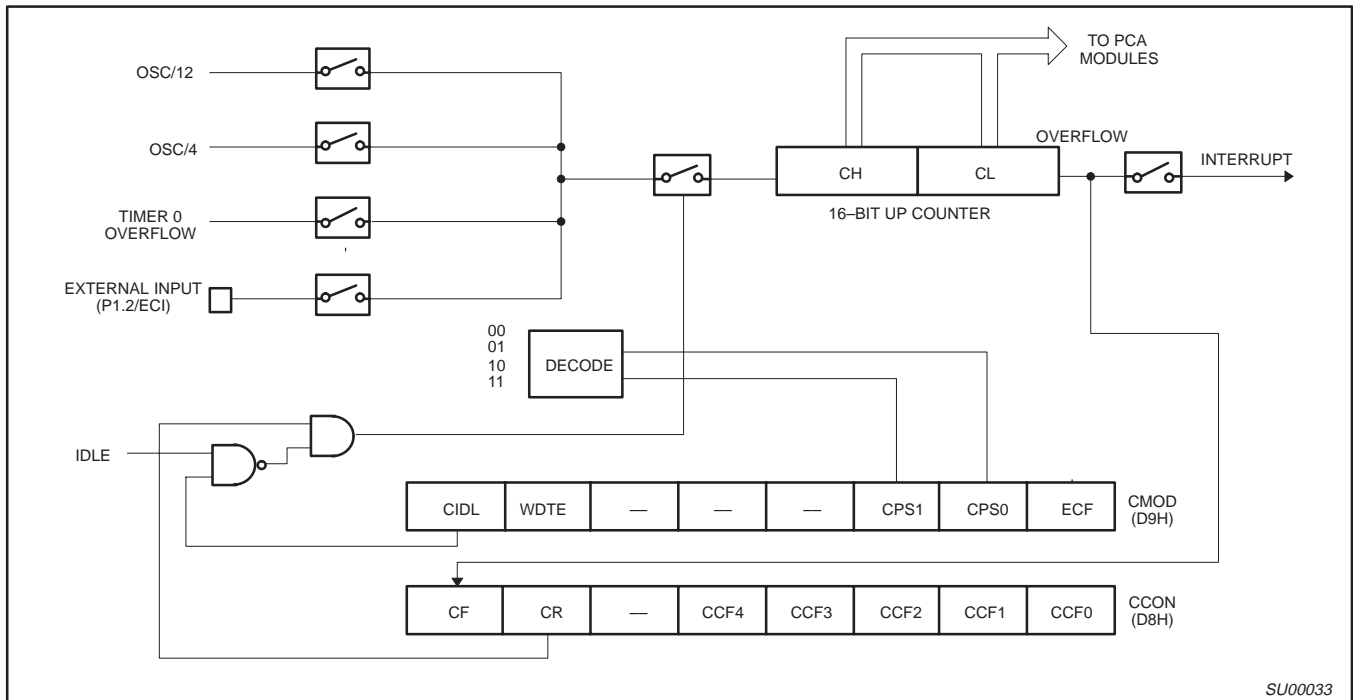 TO PCA
MODULES
OSC/12
OSC/4
OVERFLOW
INTERRUPT
CH
CL
16–BIT UP COUNTER
TIMER 0
OVERFLOW
EXTERNAL INPUT
(P1.2/ECI)
00
01
10
11
DECODE
IDLE
CIDL WDTE –– –– –– CPS1 CPS0 ECF
CMOD
(D9H)
CF CR –– CCF4 CCF3 CCF2 CCF1 CCF0
CCON
(D8H)
SU00033